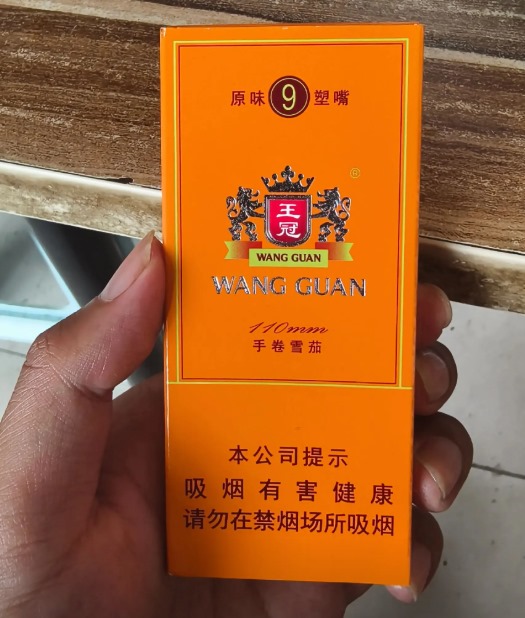 原味 9 塑嘴
®
王冠
WANG GUAN
WANG GUAN
110mm
手卷雪茄
本公司提示
吸烟有害健康
请勿在禁烟场所吸烟